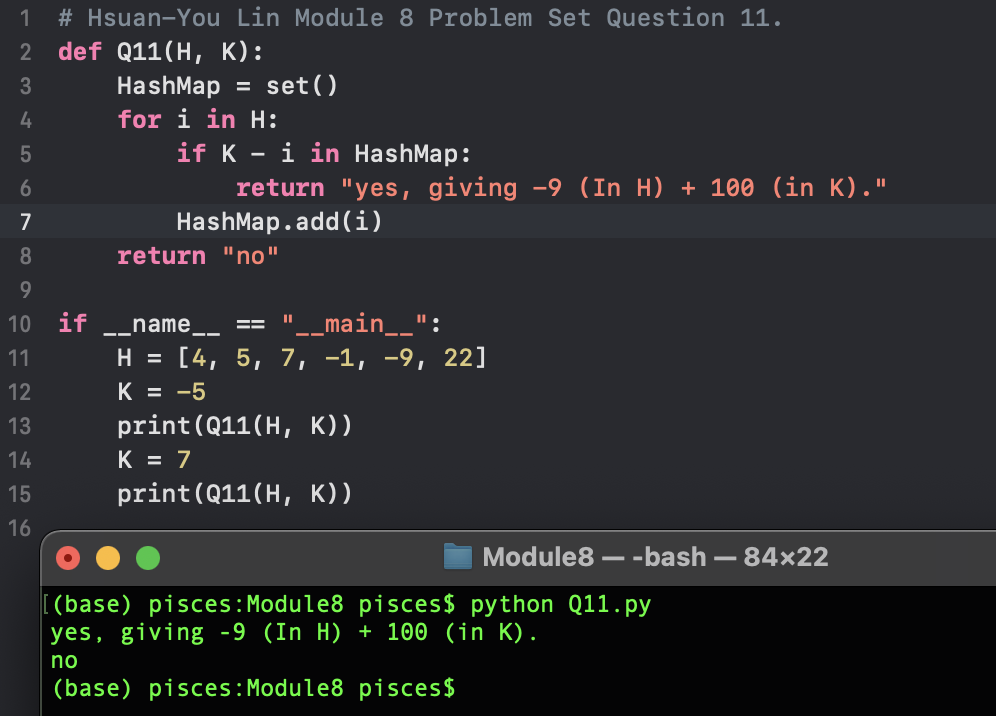 1 # Hsuan-You Lin Module 8 Problem Set Question 11.
2 def Q11(H, K):
3     HashMap = set()
4     for i in H:
5         if K - i in HashMap:
6             return "yes, giving -9 (In H) + 100 (in K)."
7         HashMap.add(i)
8     return "no"
9
10 if __name__ == "__main__":
11     H = [4, 5, 7, -1, -9, 22]
12     K = -5
13     print(Q11(H, K))
14     K = 7
15     print(Q11(H, K))
16
Module8 — -bash — 84×22
[(base) pisces:Module8 pisces$ python Q11.py
yes, giving -9 (In H) + 100 (in K).
no
(base) pisces:Module8 pisces$